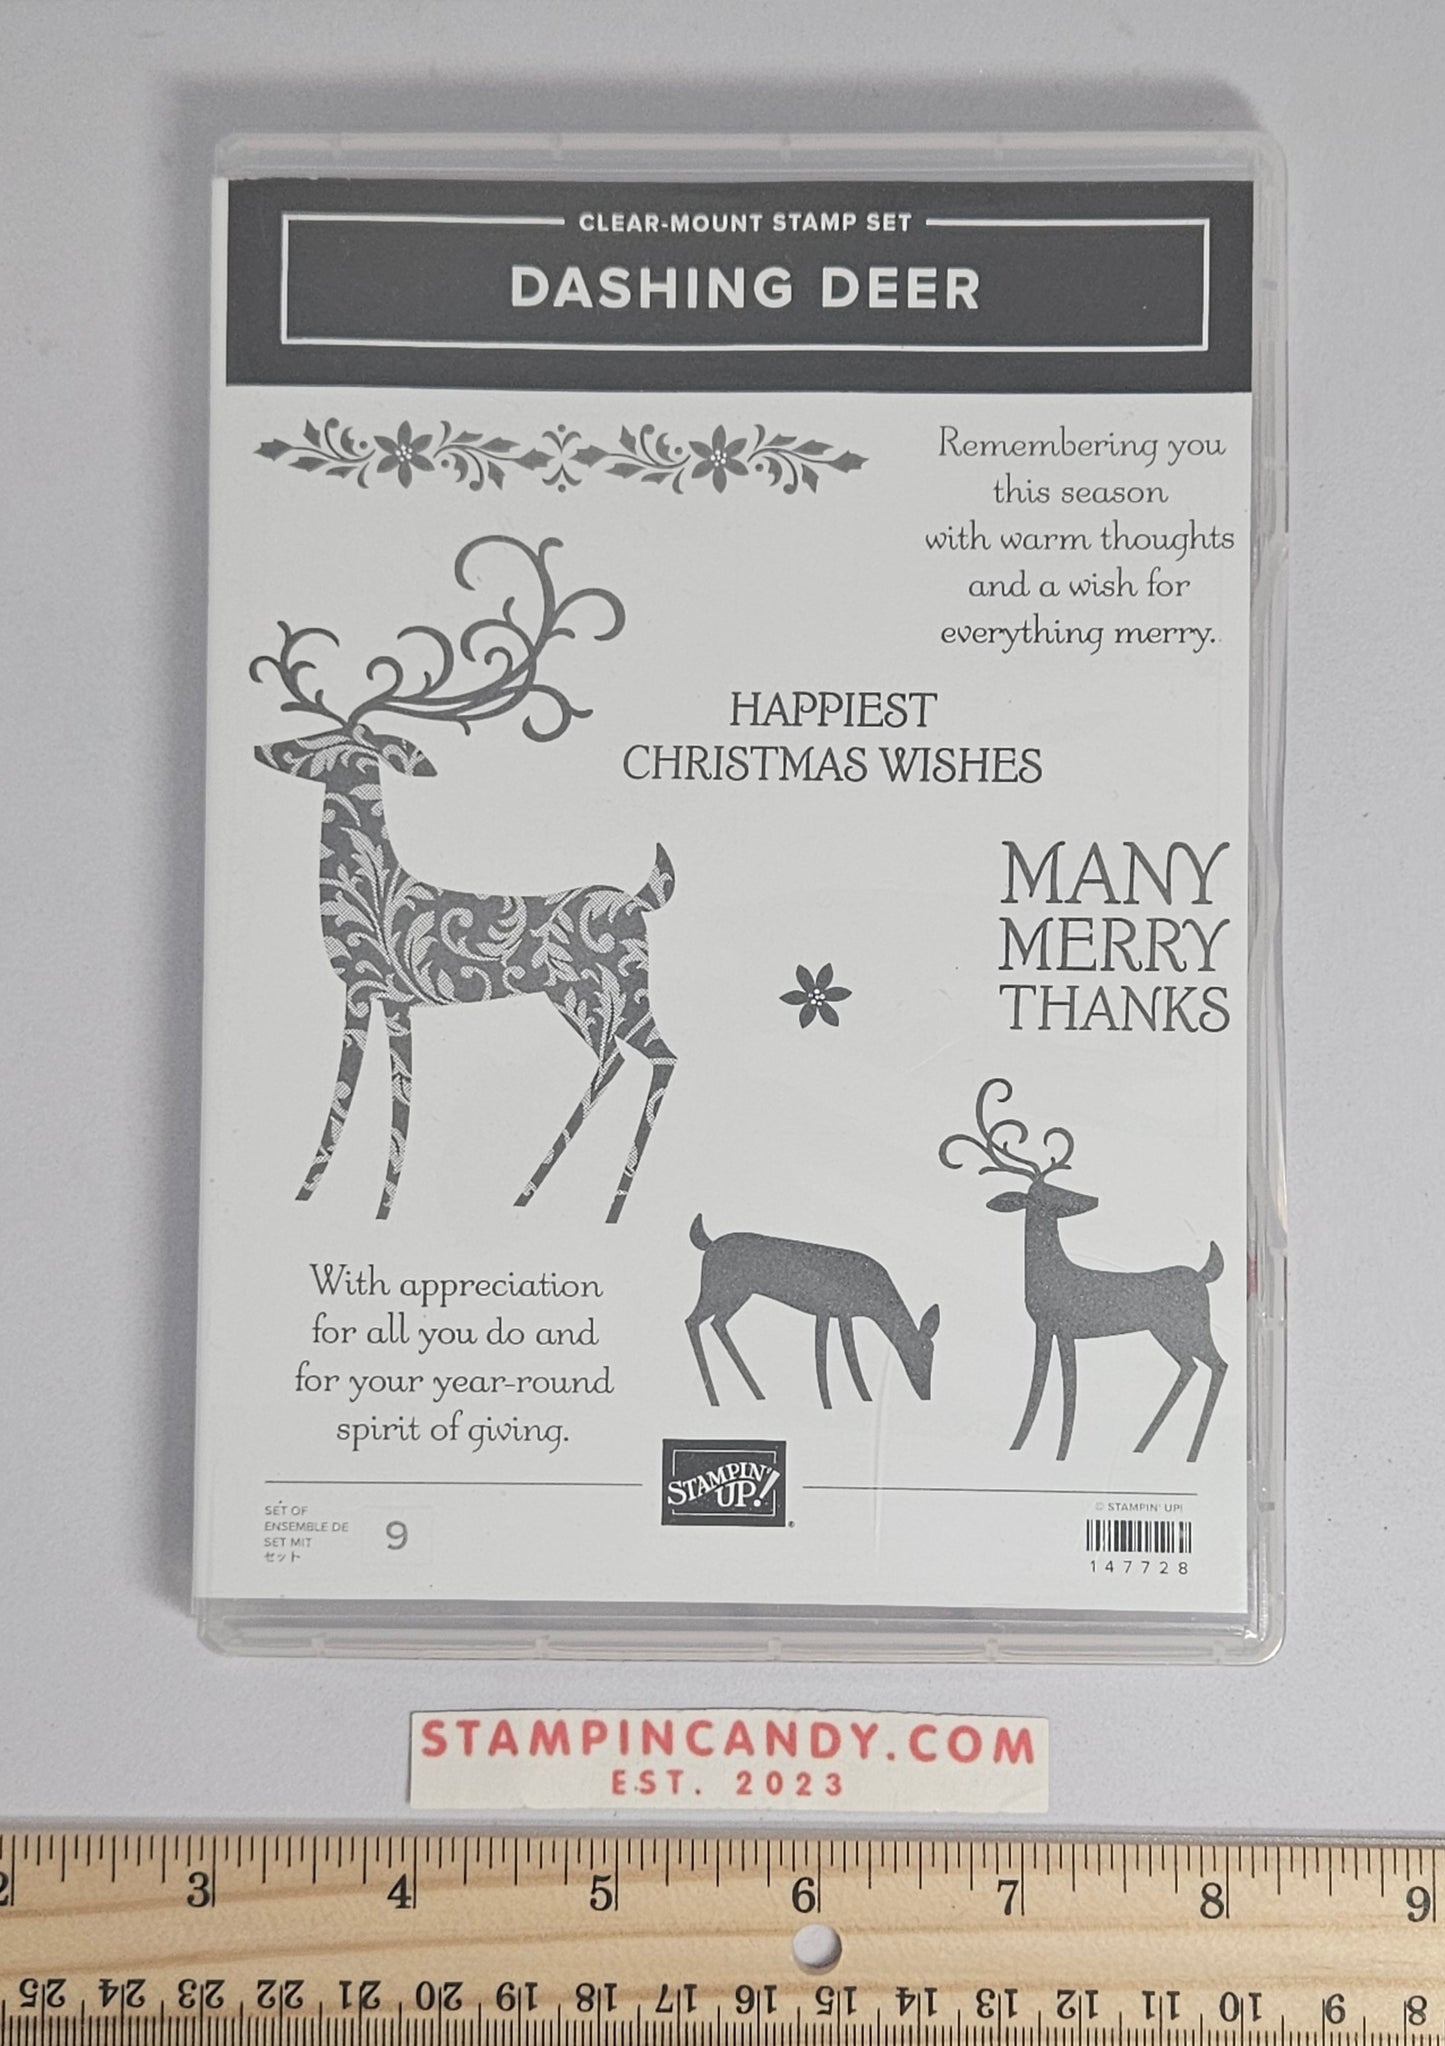 CLEAR-MOUNT STAMP SET
DASHING DEER
Remembering you
this season
with warm thoughts
and a wish for
everything merry.
HAPPIEST
CHRISTMAS WISHES
MANY
MERRY
THANKS
With appreciation
for all you do and
for your year-round
spirit of giving.
STAMPIN'
UP!®
SET OF
ENSEMBLE DE
SET MIT
セット
9
© STAMPIN' UP!
147728
STAMPINCANDY.COM
EST. 2023
2 3 4 5 6 7 8 9
25 24 23 22 21 20 19 18 17 16 15 14 13 12 11 10 9 8